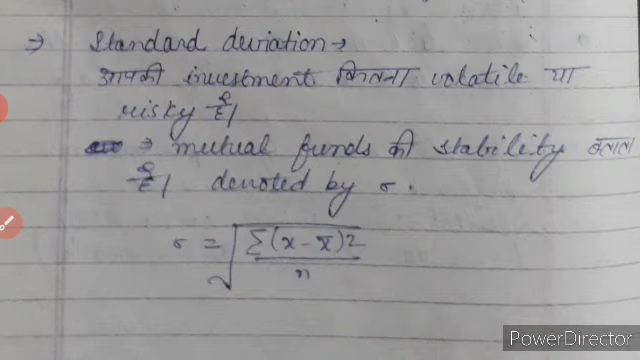 ⇒ Standard deviation→
आपकी investment कितना volatile या
risky है।
⇒ mutual funds की stability बताता
है। denoted by σ.
σ = √Σ(x-x̄)2/n
PowerDirector